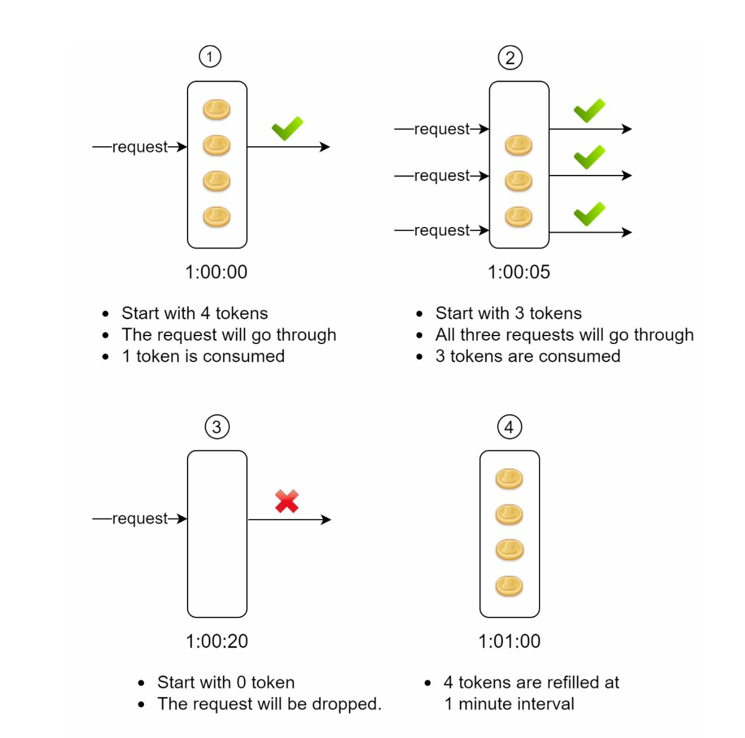 1
2
request
request
request
request
1:00:00
1:00:05
• Start with 4 tokens
• The request will go through
• 1 token is consumed
• Start with 3 tokens
• All three requests will go through
• 3 tokens are consumed
3
4
request
1:00:20
1:01:00
• Start with 0 token
• The request will be dropped.
• 4 tokens are refilled at
1 minute interval